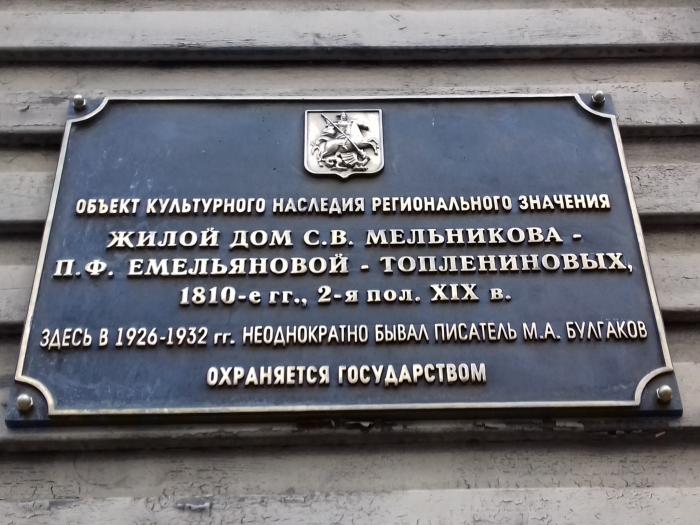 ОБЪЕКТ КУЛЬТУРНОГО НАСЛЕДИЯ РЕГИОНАЛЬНОГО ЗНАЧЕНИЯ
ЖИЛОЙ ДОМ С.В. МЕЛЬНИКОВА -
П.Ф. ЕМЕЛЬЯНОВОЙ - ТОПЛЕНИНОВЫХ,
1810-е гг., 2-я пол. XIX в.
ЗДЕСЬ В 1926-1932 гг. НЕОДНОКРАТНО БЫВАЛ ПИСАТЕЛЬ М.А. БУЛГАКОВ
ОХРАНЯЕТСЯ ГОСУДАРСТВОМ